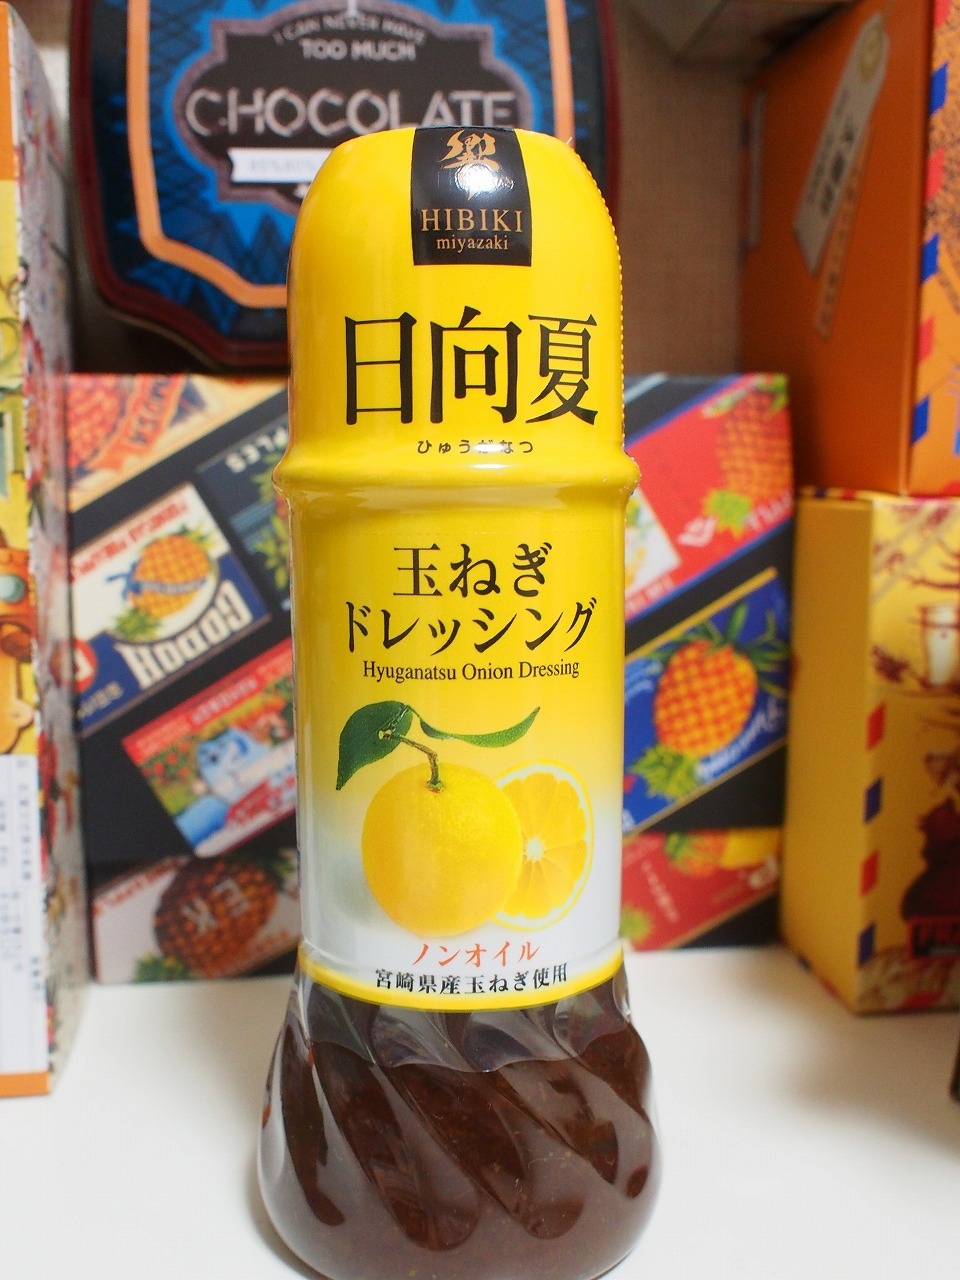 I CAN NEVER HAVE
TOO MUCH
CHOCOLATE
響
HIBIKI
miyazaki
日向夏
ひゅうがなつ
玉ねぎ
ドレッシング
Hyuganatsu Onion Dressing
ノンオイル
宮崎県産玉ねぎ使用